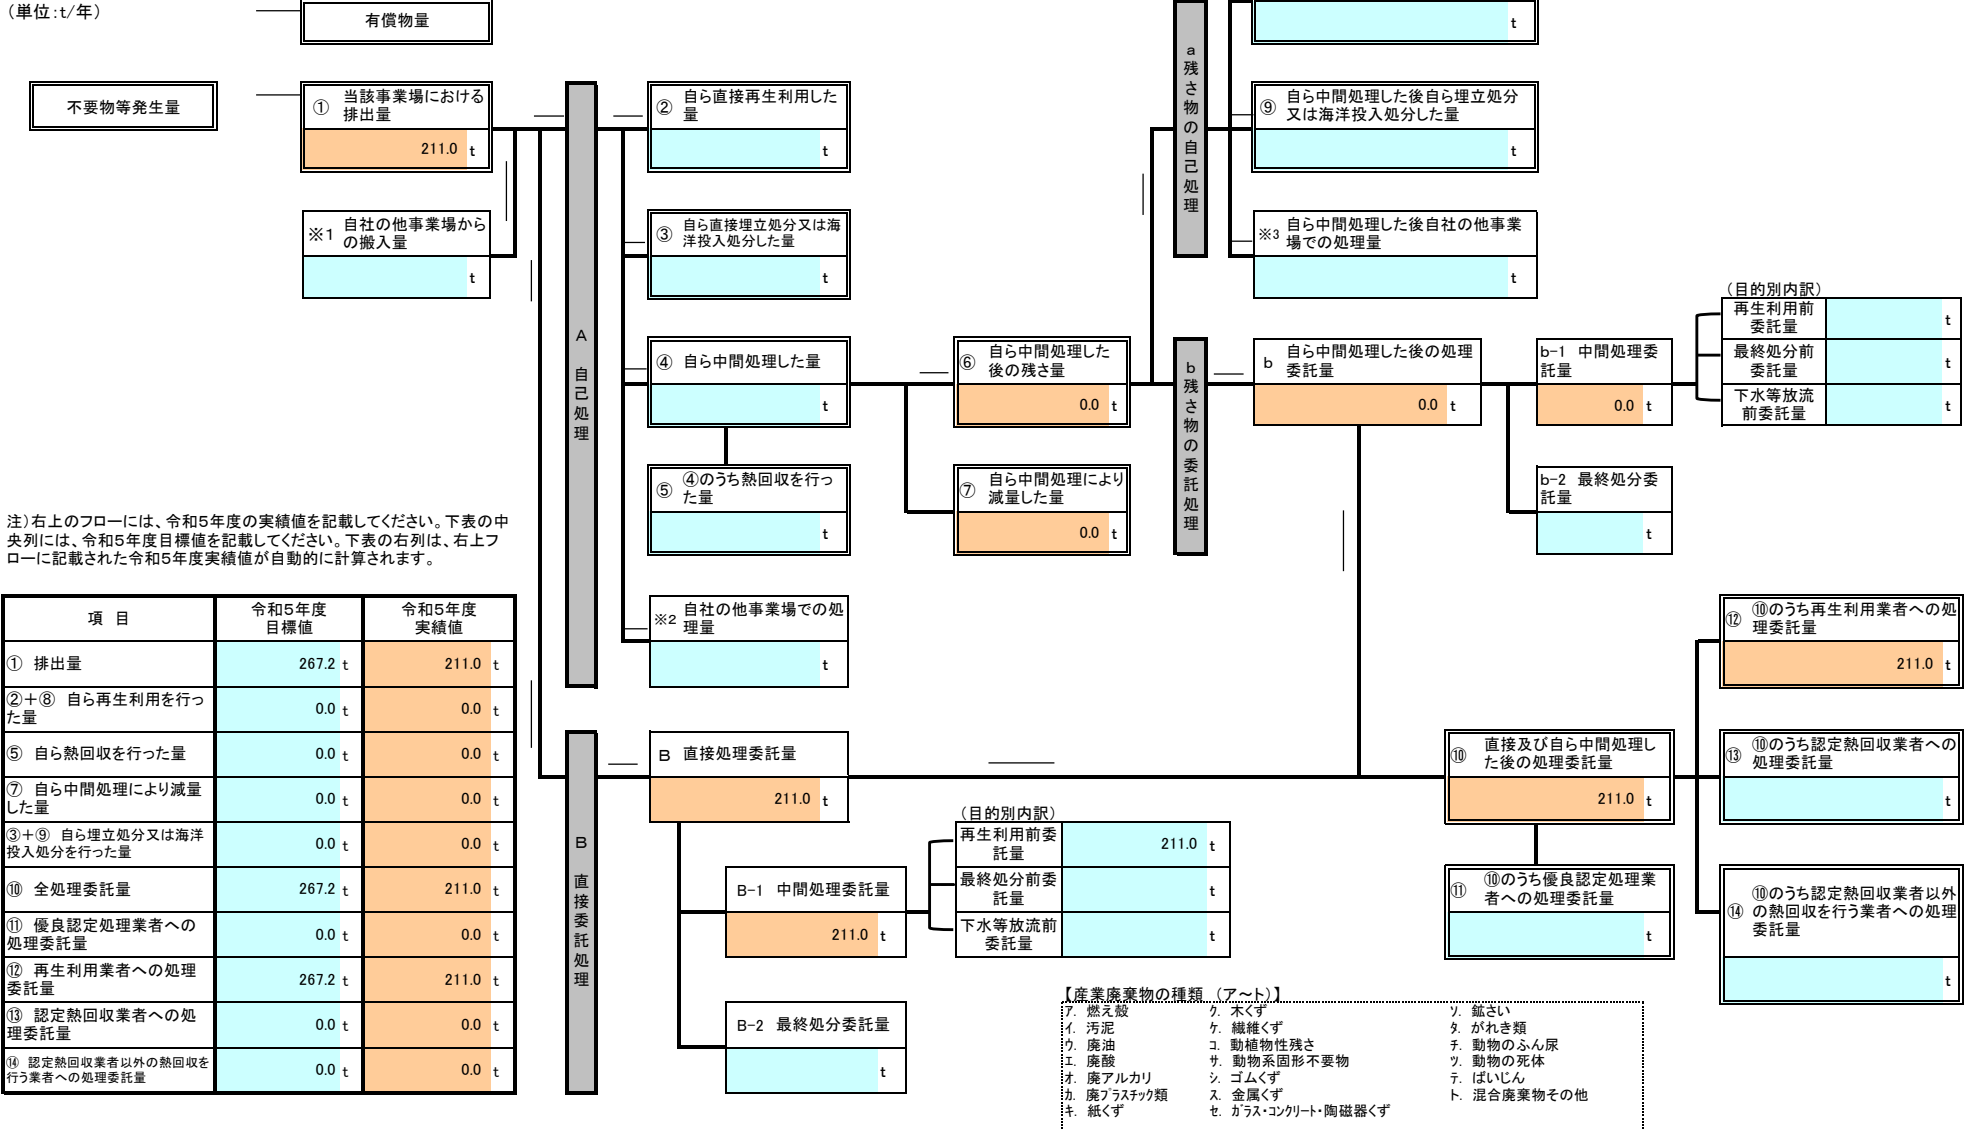 （単位：t/年）
有償物量
t
不要物等発生量
① 当該事業場における
排出量
211.0 t
※1 自社の他事業場から
の搬入量
t
A 自己処理
② 自ら直接再生利用した
量
t
③ 自ら直接埋立処分又は海
洋投入処分した量
t
④ 自ら中間処理した量
t
⑤ ④のうち熱回収を行っ
た量
t
※2 自社の他事業場での処
理量
t
⑥ 自ら中間処理した
後の残さ量
0.0 t
⑦ 自ら中間処理により
減量した量
0.0 t
a 残さ物の自己処理
⑨ 自ら中間処理した後自ら埋立処分
又は海洋投入処分した量
t
※3 自ら中間処理した後自社の他事業
場での処理量
t
b 残さ物の委託処理
b 自ら中間処理した後の処理
委託量
0.0 t
b-1 中間処理委
託量
0.0 t
b-2 最終処分委
託量
t
（目的別内訳）
再生利用前
委託量
t
最終処分前
委託量
t
下水等放流
前委託量
t
注）右上のフローには、令和5年度の実績値を記載してください。下表の中
央列には、令和5年度目標値を記載してください。下表の右列は、右上フ
ローに記載された令和5年度実績値が自動的に計算されます。
項 目 令和5年度
目標値 令和5年度
実績値
① 排出量 267.2 t 211.0 t
②＋⑧ 自ら再生利用を行っ
た量 0.0 t 0.0 t
⑤ 自ら熱回収を行った量 0.0 t 0.0 t
⑦ 自ら中間処理により減量
した量 0.0 t 0.0 t
③＋⑨ 自ら埋立処分又は海洋
投入処分を行った量 0.0 t 0.0 t
⑩ 全処理委託量 267.2 t 211.0 t
⑪ 優良認定処理業者への
処理委託量 0.0 t 0.0 t
⑫ 再生利用業者への処理
委託量 267.2 t 211.0 t
⑬ 認定熱回収業者への処
理委託量 0.0 t 0.0 t
⑭ 認定熱回収業者以外の熱回収を
行う業者への処理委託量 0.0 t 0.0 t
B 直接委託処理
B 直接処理委託量
211.0 t
B-1 中間処理委託量
211.0 t
B-2 最終処分委託量
t
（目的別内訳）
再生利用前委
託量
211.0 t
最終処分前委
託量
t
下水等放流前
委託量
t
⑩ 直接及び自ら中間処理し
た後の処理委託量
211.0 t
⑪ ⑩のうち優良認定処理業
者への処理委託量
t
⑫ ⑩のうち再生利用業者への処
理委託量
211.0 t
⑬ ⑩のうち認定熱回収業者への
処理委託量
t
⑭ ⑩のうち認定熱回収業者以外
の熱回収を行う業者への処理
委託量
t
【産業廃棄物の種類 （ア～ト）】
ｱ. 燃え殻 ｸ. 木くず ｿ. 鉱さい
ｲ. 汚泥 ｹ. 繊維くず ﾀ. がれき類
ｳ. 廃油 ｺ. 動植物性残さ ﾁ. 動物のふん尿
ｴ. 廃酸 ｻ. 動物系固形不要物 ﾂ. 動物の死体
ｵ. 廃アルカリ ｼ. ゴムくず ﾃ. ばいじん
ｶ. 廃ﾌﾟﾗｽﾁｯｸ類 ｽ. 金属くず ﾄ. 混合廃棄物その他
ｷ. 紙くず ｾ. ｶﾞﾗｽ・ｺﾝｸﾘｰﾄ・陶磁器くず